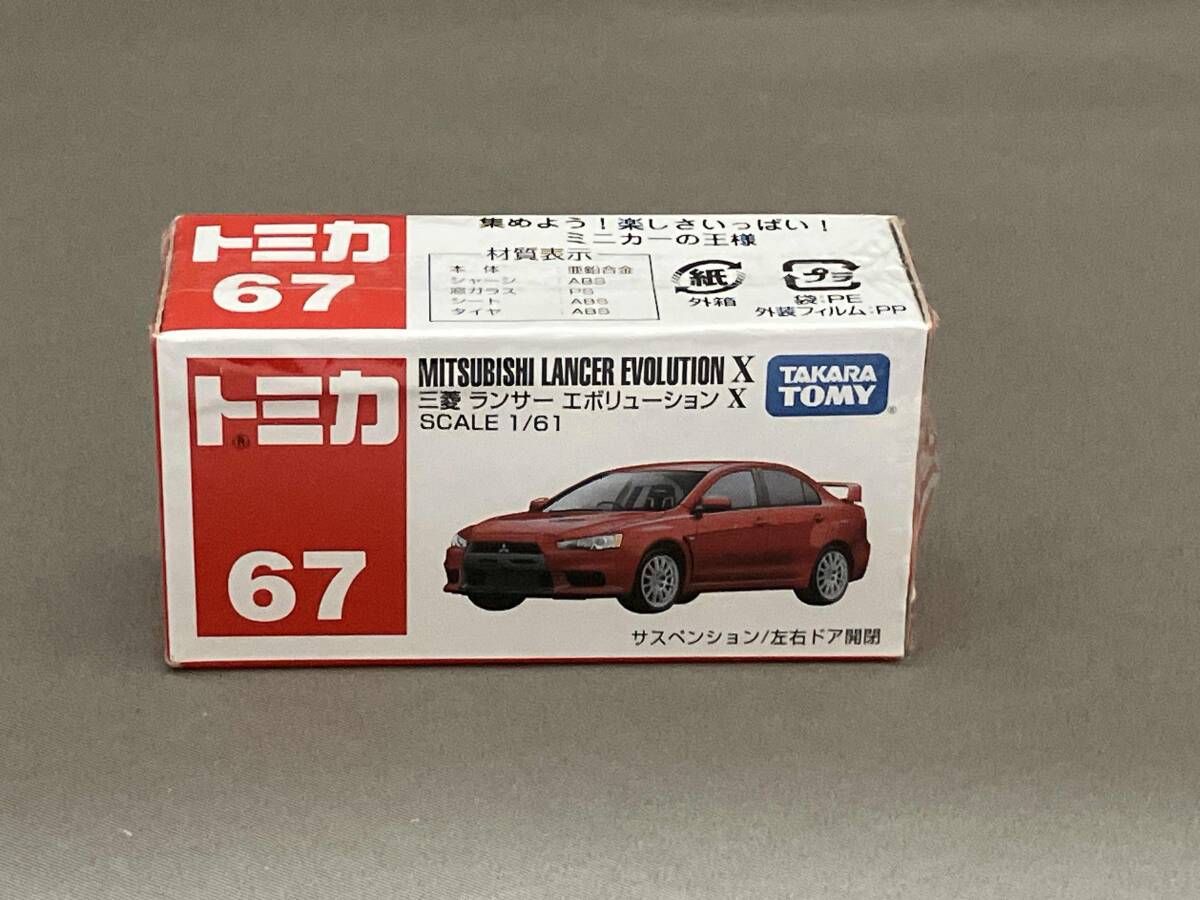 トミカ
67
集めよう!楽しさいっぱい!
ミニカーの王様
材質表示
本体 :亜鉛合金
シャーシ :ABS
窓ガラス :PS
シート :ABS
タイヤ :ABS
紙
外箱
プラ
袋:PE
外装フィルム:PP
トミカ®
67
MITSUBISHI LANCER EVOLUTION X
三菱 ランサー エボリューション X
SCALE 1/61
TAKARA
TOMY®
サスペンション/左右ドア開閉